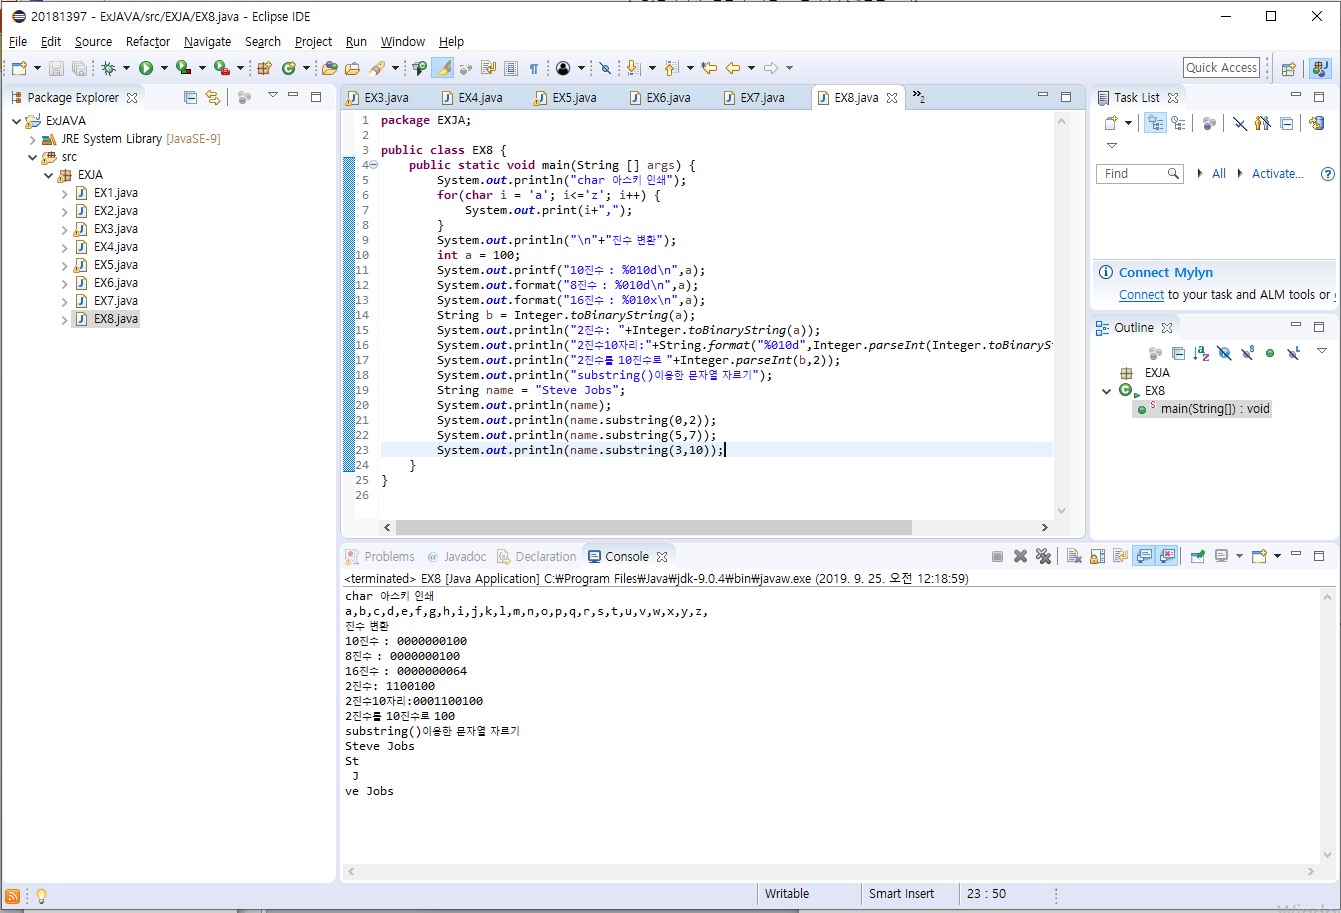 20181397 - ExJAVA/src/EXJA/EX8.java - Eclipse IDE
File Edit Source Refactor Navigate Search Project Run Window Help
Quick Access
Package Explorer
ExJAVA
JRE System Library [JavaSE-9]
src
EXJA
EX1.java
EX2.java
EX3.java
EX4.java
EX5.java
EX6.java
EX7.java
EX8.java
EX3.java EX4.java EX5.java EX6.java EX7.java EX8.java »2
1 package EXJA;
2
3 public class EX8 {
4 public static void main(String [] args) {
5 System.out.println("char 아스키 인쇄");
6 for(char i = 'a'; i<='z'; i++) {
7 System.out.print(i+",");
8 }
9 System.out.println("\n"+"진수 변환");
10 int a = 100;
11 System.out.printf("10진수 : %010d\n",a);
12 System.out.format("8진수 : %010d\n",a);
13 System.out.format("16진수 : %010x\n",a);
14 String b = Integer.toBinaryString(a);
15 System.out.println("2진수: "+Integer.toBinaryString(a));
16 System.out.println("2진수10자리:"+String.format("%010d",Integer.parseInt(Integer.toBinaryS
17 System.out.println("2진수를 10진수로 "+Integer.parseInt(b,2));
18 System.out.println("substring()이용한 문자열 자르기");
19 String name = "Steve Jobs";
20 System.out.println(name);
21 System.out.println(name.substring(0,2));
22 System.out.println(name.substring(5,7));
23 System.out.println(name.substring(3,10));
24 }
25 }
26
Task List
Find All Activate...
Connect Mylyn
Connect to your task and ALM tools or
Outline
EXJA
EX8
main(String[]) : void
Problems @ Javadoc Declaration Console
<terminated> EX8 [Java Application] C:₩Program Files₩Java₩jdk-9.0.4₩bin₩javaw.exe (2019. 9. 25. 오전 12:18:59)
char 아스키 인쇄
a,b,c,d,e,f,g,h,i,j,k,l,m,n,o,p,q,r,s,t,u,v,w,x,y,z,
진수 변환
10진수 : 0000000100
8진수 : 0000000100
16진수 : 0000000064
2진수: 1100100
2진수10자리:0001100100
2진수를 10진수로 100
substring()이용한 문자열 자르기
Steve Jobs
St
J
ve Jobs
Writable Smart Insert 23 : 50